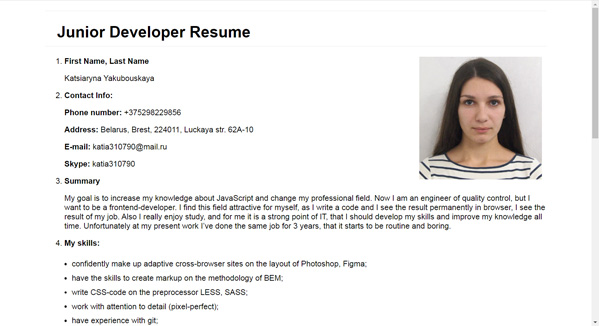 Junior Developer Resume
1. First Name, Last Name
Katsiaryna Yakubouskaya
2. Contact Info:
Phone number: +375298229856
Address: Belarus, Brest, 224011, Luckaya str. 62A-10
E-mail: katia310790@mail.ru
Skype: katia310790
3. Summary
My goal is to increase my knowledge about JavaScript and change my professional field. Now I am an engineer of quality control, but I
want to be a frontend-developer. I find this field attractive for myself, as I write a code and I see the result permanently in browser, I see the
result of my job. Also I really enjoy study, and for me it is a strong point of IT, that I should develop my skills and improve my knowledge all
time. Unfortunately at my present work I've done the same job for 3 years, that it starts to be routine and boring.
4. My skills:
• confidently make up adaptive cross-browser sites on the layout of Photoshop, Figma;
• have the skills to create markup on the methodology of BEM;
• write CSS-code on the preprocessor LESS, SASS;
• work with attention to detail (pixel-perfect);
• have experience with git;